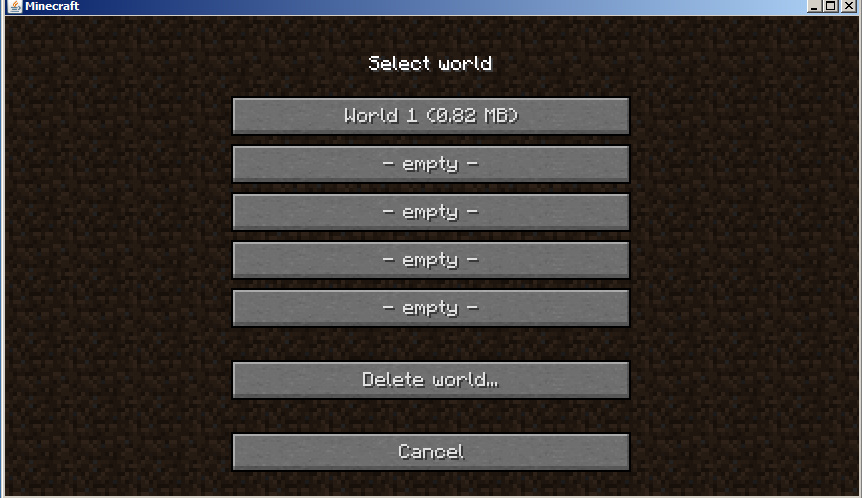 Minecraft
Select world
World 1 (0.82 MB)
- empty -
- empty -
- empty -
- empty -
Delete world...
Cancel